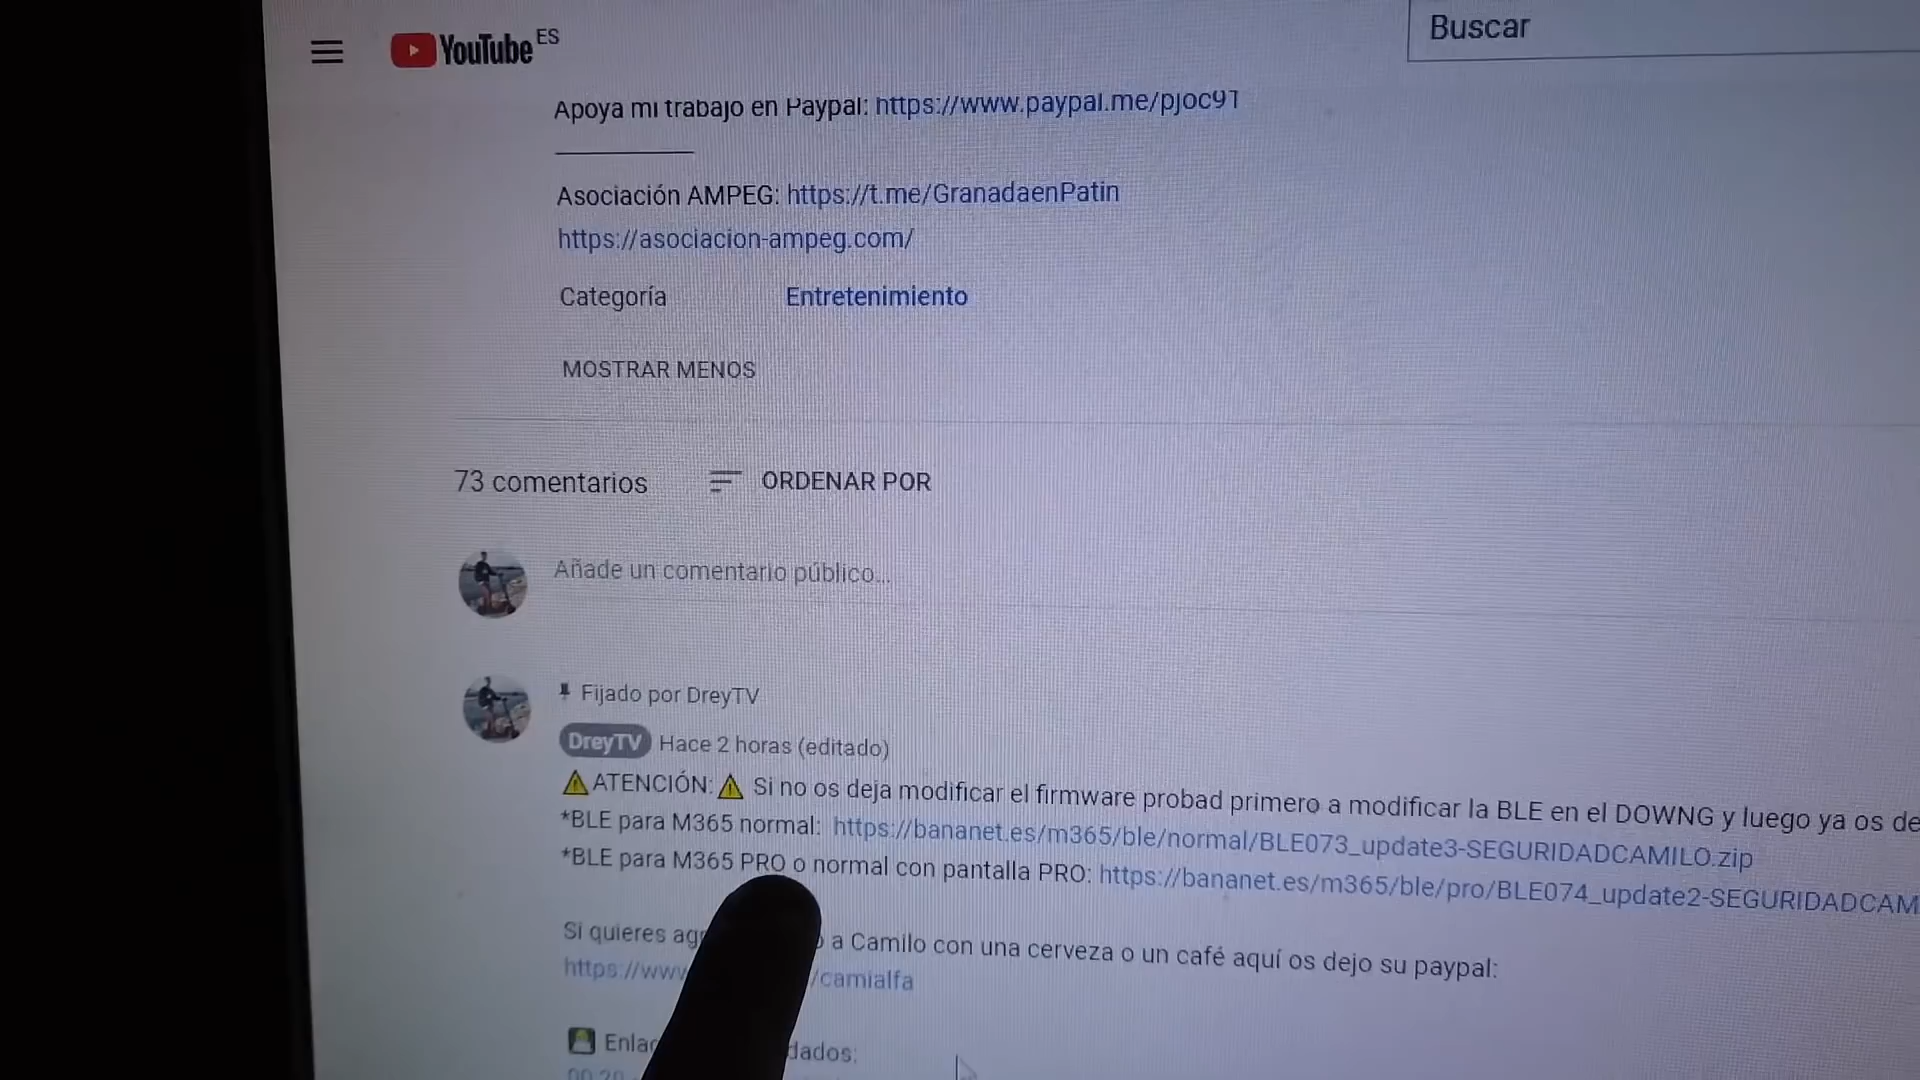 YouTube ES
Buscar
Apoya mi trabajo en Paypal: https://www.paypal.me/pjoc91
Asociación AMPEG: https://t.me/GranadaenPatin
https://asociacion-ampeg.com/
Categoría Entretenimiento
MOSTRAR MENOS
73 comentarios ORDENAR POR
Añade un comentario público...
Fijado por DreyTV
DreyTV Hace 2 horas (editado)
⚠ATENCIÓN:⚠ Si no os deja modificar el firmware probad primero a modificar la BLE en el DOWNG y luego ya os de
*BLE para M365 normal: https://bananet.es/m365/ble/normal/BLE073_update3-SEGURIDADCAMILO.zip
*BLE para M365 PRO o normal con pantalla PRO: https://bananet.es/m365/ble/pro/BLE074_update2-SEGURIDADCAM
Si quieres a Camilo con una cerveza o un café aquí os dejo su paypal:
https://www /camialfa